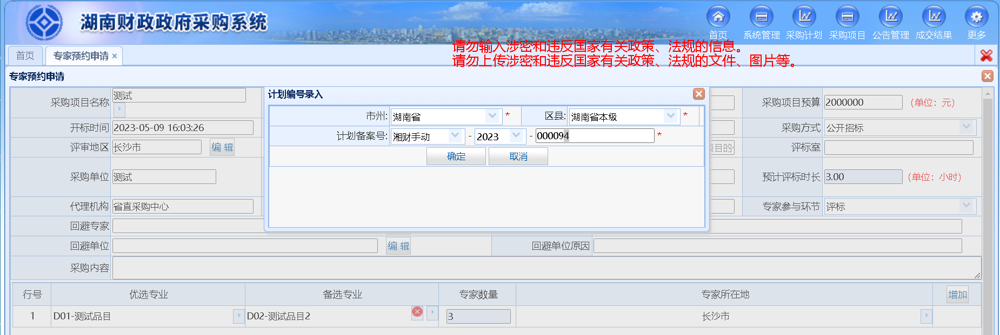 湖南财政政府采购系统
首页 系统管理 采购计划 采购项目 公告管理 成交结果 更多
请勿输入涉密和违反国家有关政策、法规的信息。
请勿上传涉密和违反国家有关政策、法规的文件、图片等。
首页 专家预约申请 ×
专家预约申请
计划编号录入
市州: 湖南省 * 区县: 湖南省本级 *
计划备案号: 湘财手动 - 2023 - 000094 *
确定 取消
采购项目名称 测试 采购项目预算 2000000 (单位：元)
开标时间 2023-05-09 16:03:26 采购方式 公开招标
评审地区 长沙市 编 辑 项目的 评标室
采购单位 测试 预计评标时长 3.00 (单位：小时)
代理机构 省直采购中心 专家参与环节 评标
回避专家
回避单位 编 辑 回避单位原因
采购内容
行号 优选专业 备选专业 专家数量 专家所在地 增加
1 D01-测试品目 D02-测试品目2 3 长沙市